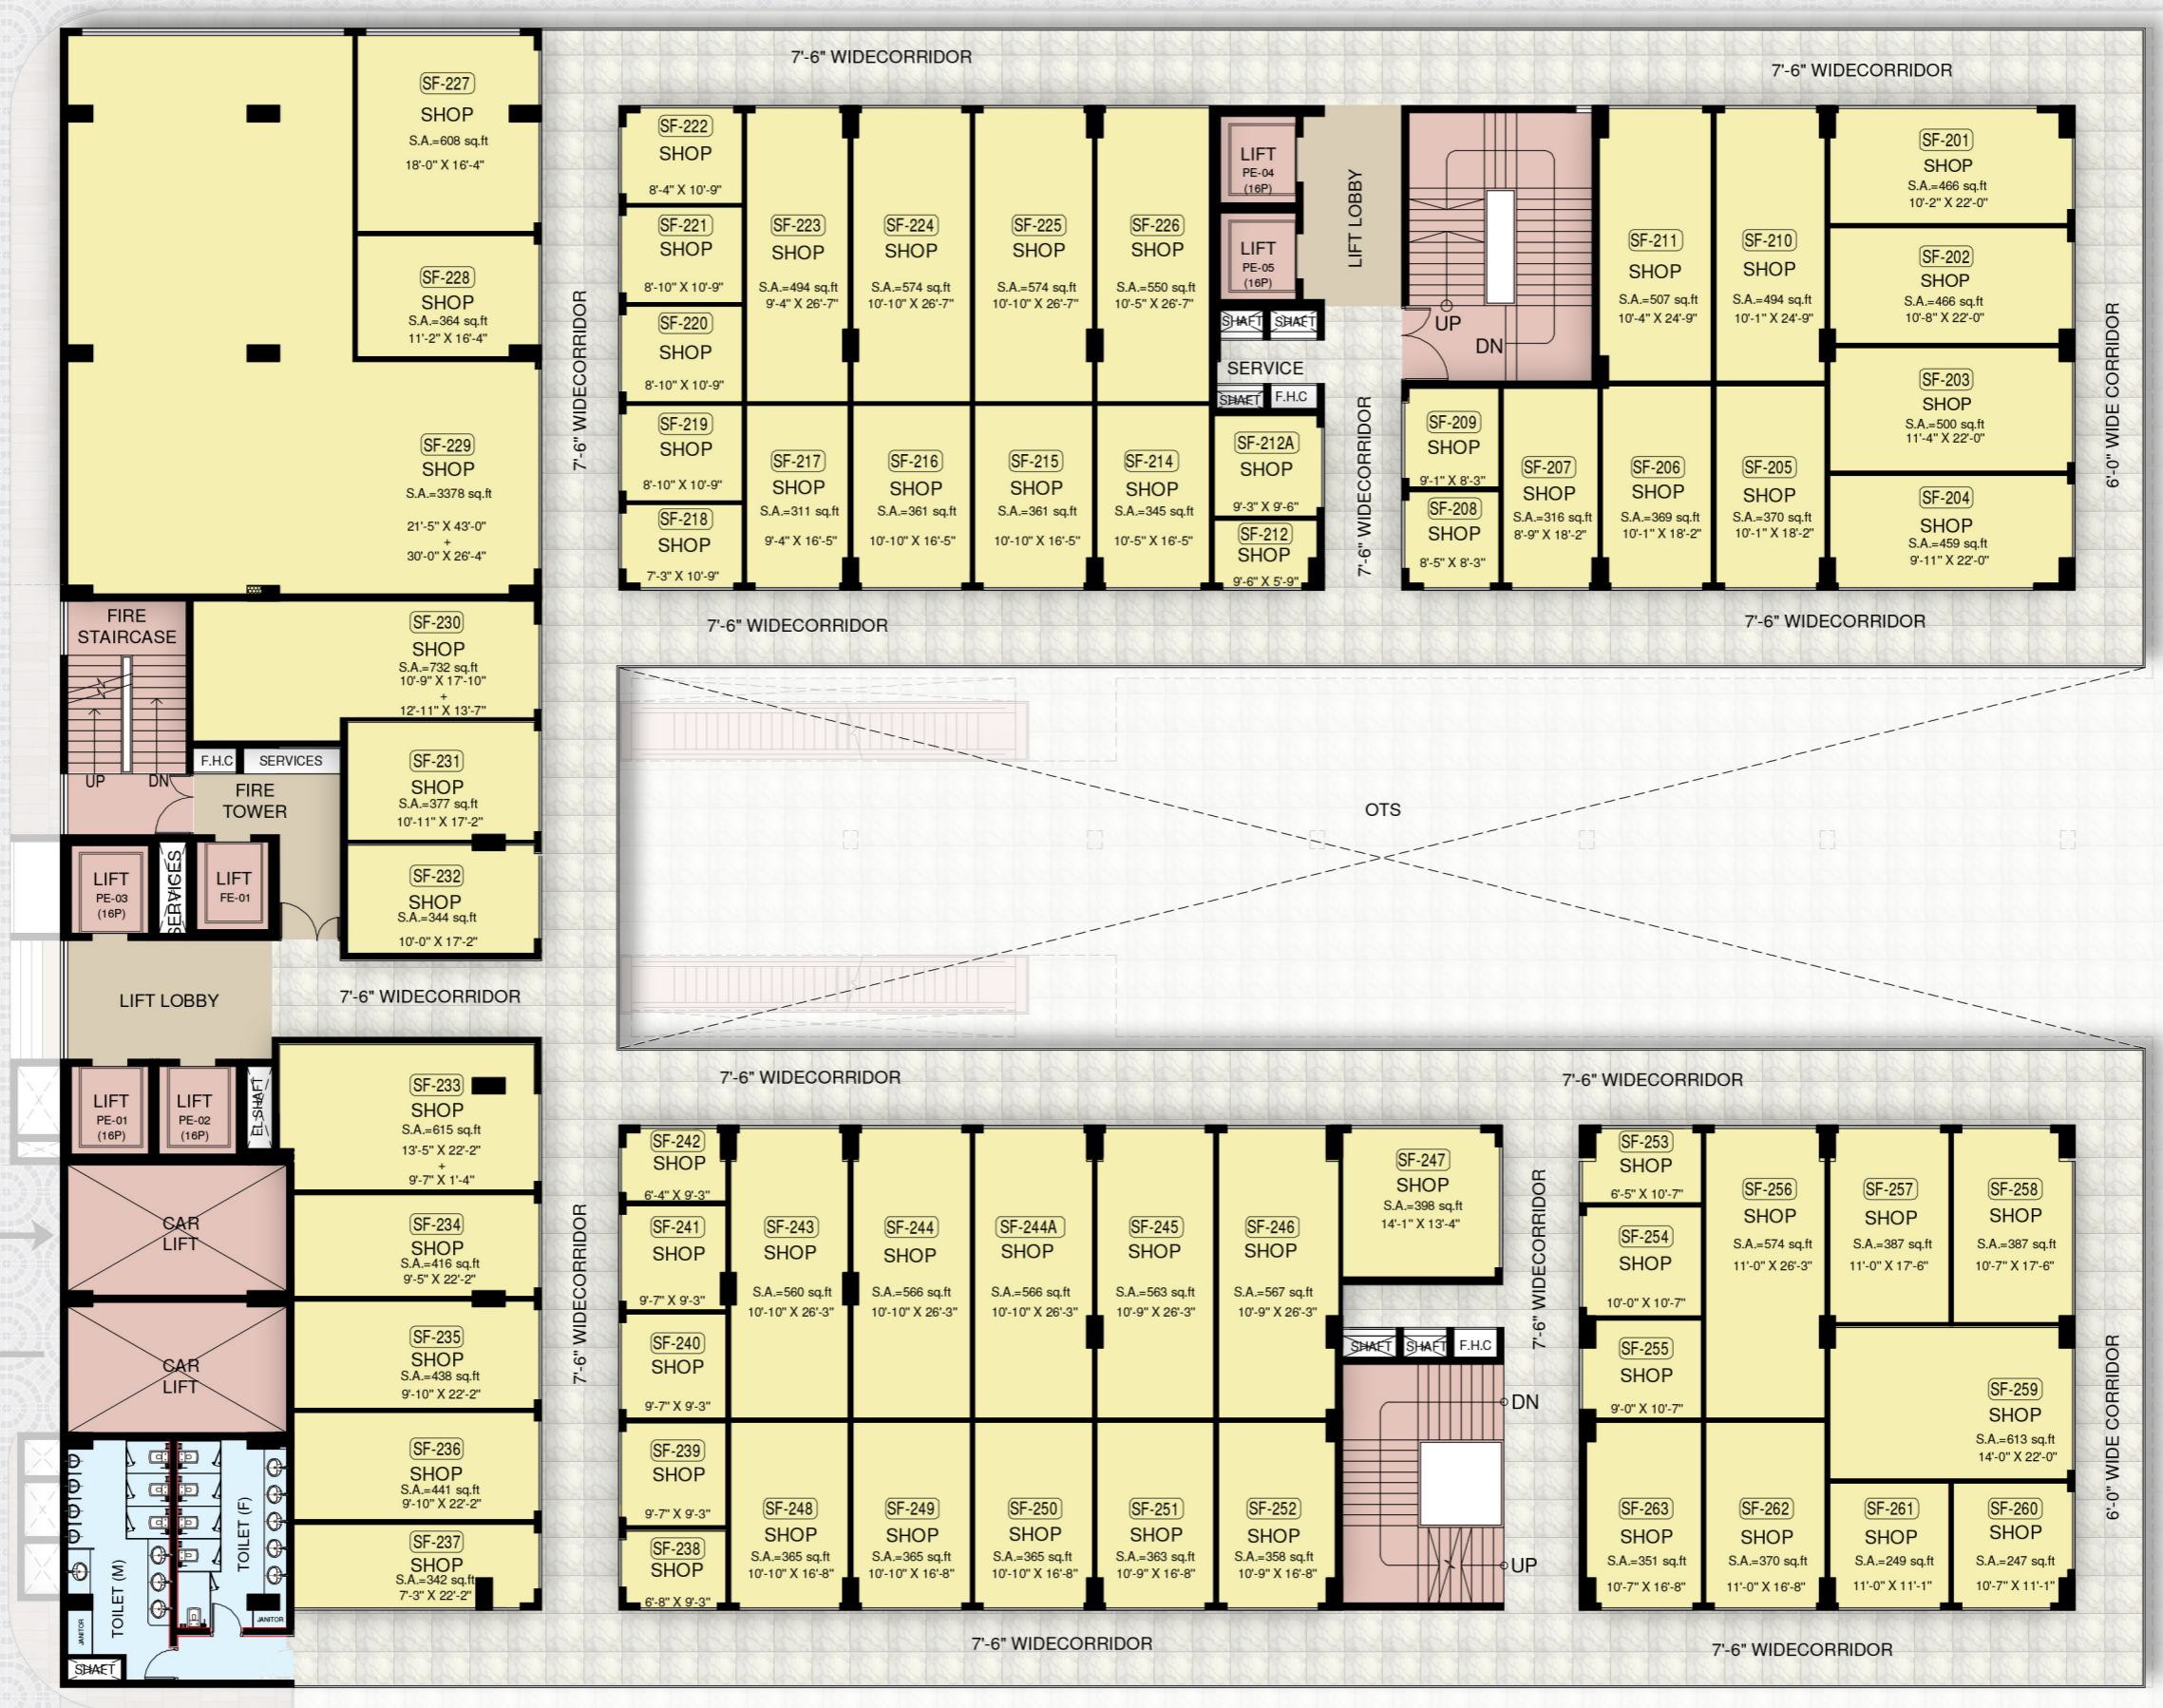 7'-6" WIDECORRIDOR
7'-6" WIDECORRIDOR
SF-227
SHOP
S.A.=608 sq.ft
18'-0" X 16'-4"
SF-228
SHOP
S.A.=364 sq.ft
11'-2" X 16'-4"
SF-229
SHOP
S.A.=3378 sq.ft
21'-5" X 43'-0"
+
30'-0" X 26'-4"
7'-6" WIDECORRIDOR
SF-222
SHOP
8'-4" X 10'-9"
SF-221
SHOP
8'-10" X 10'-9"
SF-220
SHOP
8'-10" X 10'-9"
SF-219
SHOP
8'-10" X 10'-9"
SF-218
SHOP
7'-3" X 10'-9"
SF-223
SHOP
S.A.=494 sq.ft
9'-4" X 26'-7"
SF-224
SHOP
S.A.=574 sq.ft
10'-10" X 26'-7"
SF-225
SHOP
S.A.=574 sq.ft
10'-10" X 26'-7"
SF-226
SHOP
S.A.=550 sq.ft
10'-5" X 26'-7"
SF-217
SHOP
S.A.=311 sq.ft
9'-4" X 16'-5"
SF-216
SHOP
S.A.=361 sq.ft
10'-10" X 16'-5"
SF-215
SHOP
S.A.=361 sq.ft
10'-10" X 16'-5"
SF-214
SHOP
S.A.=345 sq.ft
10'-5" X 16'-5"
LIFT
PE-04
(16P)
LIFT
PE-05
(16P)
LIFT LOBBY
SHAFT
SHAFT
SERVICE
SHAFT
F.H.C
SF-212A
SHOP
9'-3" X 9'-6"
SF-212
SHOP
9'-6" X 5'-9"
7'-6" WIDECORRIDOR
UP
DN
SF-209
SHOP
9'-1" X 8'-3"
SF-208
SHOP
8'-5" X 8'-3"
SF-207
SHOP
S.A.=316 sq.ft
8'-9" X 18'-2"
SF-206
SHOP
S.A.=369 sq.ft
10'-1" X 18'-2"
SF-205
SHOP
S.A.=370 sq.ft
10'-1" X 18'-2"
SF-211
SHOP
S.A.=507 sq.ft
10'-4" X 24'-9"
SF-210
SHOP
S.A.=494 sq.ft
10'-1" X 24'-9"
SF-201
SHOP
S.A.=466 sq.ft
10'-2" X 22'-0"
SF-202
SHOP
S.A.=466 sq.ft
10'-8" X 22'-0"
SF-203
SHOP
S.A.=500 sq.ft
11'-4" X 22'-0"
SF-204
SHOP
S.A.=459 sq.ft
9'-11" X 22'-0"
6'-0" WIDE CORRIDOR
7'-6" WIDECORRIDOR
7'-6" WIDECORRIDOR
FIRE
STAIRCASE
UP
DN
SF-230
SHOP
S.A.=732 sq.ft
10'-9" X 17'-10"
+
12'-11" X 13'-7"
F.H.C
SERVICES
FIRE
TOWER
SF-231
SHOP
S.A.=377 sq.ft
10'-11" X 17'-2"
SF-232
SHOP
S.A.=344 sq.ft
10'-0" X 17'-2"
LIFT
PE-03
(16P)
SERVICES
LIFT
FE-01
OTS
LIFT LOBBY
7'-6" WIDECORRIDOR
LIFT
PE-01
(16P)
LIFT
PE-02
(16P)
EL-SHAFT
SF-233
SHOP
S.A.=615 sq.ft
13'-5" X 22'-2"
+
9'-7" X 1'-4"
CAR
LIFT
CAR
LIFT
SF-234
SHOP
S.A.=416 sq.ft
9'-5" X 22'-2"
SF-235
SHOP
S.A.=438 sq.ft
9'-10" X 22'-2"
SF-236
SHOP
S.A.=441 sq.ft
9'-10" X 22'-2"
SF-237
SHOP
S.A.=342 sq.ft
7'-3" X 22'-2"
TOILET (M)
TOILET (F)
JANITOR
JANITOR
SHAFT
7'-6" WIDECORRIDOR
7'-6" WIDECORRIDOR
7'-6" WIDECORRIDOR
SF-242
SHOP
6'-4" X 9'-3"
SF-241
SHOP
9'-7" X 9'-3"
SF-240
SHOP
9'-7" X 9'-3"
SF-239
SHOP
9'-7" X 9'-3"
SF-238
SHOP
6'-8" X 9'-3"
SF-243
SHOP
S.A.=560 sq.ft
10'-10" X 26'-3"
SF-244
SHOP
S.A.=566 sq.ft
10'-10" X 26'-3"
SF-244A
SHOP
S.A.=566 sq.ft
10'-10" X 26'-3"
SF-245
SHOP
S.A.=563 sq.ft
10'-9" X 26'-3"
SF-246
SHOP
S.A.=567 sq.ft
10'-9" X 26'-3"
SF-247
SHOP
S.A.=398 sq.ft
14'-1" X 13'-4"
SF-248
SHOP
S.A.=365 sq.ft
10'-10" X 16'-8"
SF-249
SHOP
S.A.=365 sq.ft
10'-10" X 16'-8"
SF-250
SHOP
S.A.=365 sq.ft
10'-10" X 16'-8"
SF-251
SHOP
S.A.=363 sq.ft
10'-9" X 16'-8"
SF-252
SHOP
S.A.=358 sq.ft
10'-9" X 16'-8"
SHAFT
SHAFT
F.H.C
DN
UP
7'-6" WIDECORRIDOR
SF-253
SHOP
6'-5" X 10'-7"
SF-254
SHOP
10'-0" X 10'-7"
SF-255
SHOP
9'-0" X 10'-7"
SF-256
SHOP
S.A.=574 sq.ft
11'-0" X 26'-3"
SF-257
SHOP
S.A.=387 sq.ft
11'-0" X 17'-6"
SF-258
SHOP
S.A.=387 sq.ft
10'-7" X 17'-6"
SF-259
SHOP
S.A.=613 sq.ft
14'-0" X 22'-0"
SF-263
SHOP
S.A.=351 sq.ft
10'-7" X 16'-8"
SF-262
SHOP
S.A.=370 sq.ft
11'-0" X 16'-8"
SF-261
SHOP
S.A.=249 sq.ft
11'-0" X 11'-1"
SF-260
SHOP
S.A.=247 sq.ft
10'-7" X 11'-1"
6'-0" WIDE CORRIDOR
7'-6" WIDECORRIDOR
7'-6" WIDECORRIDOR